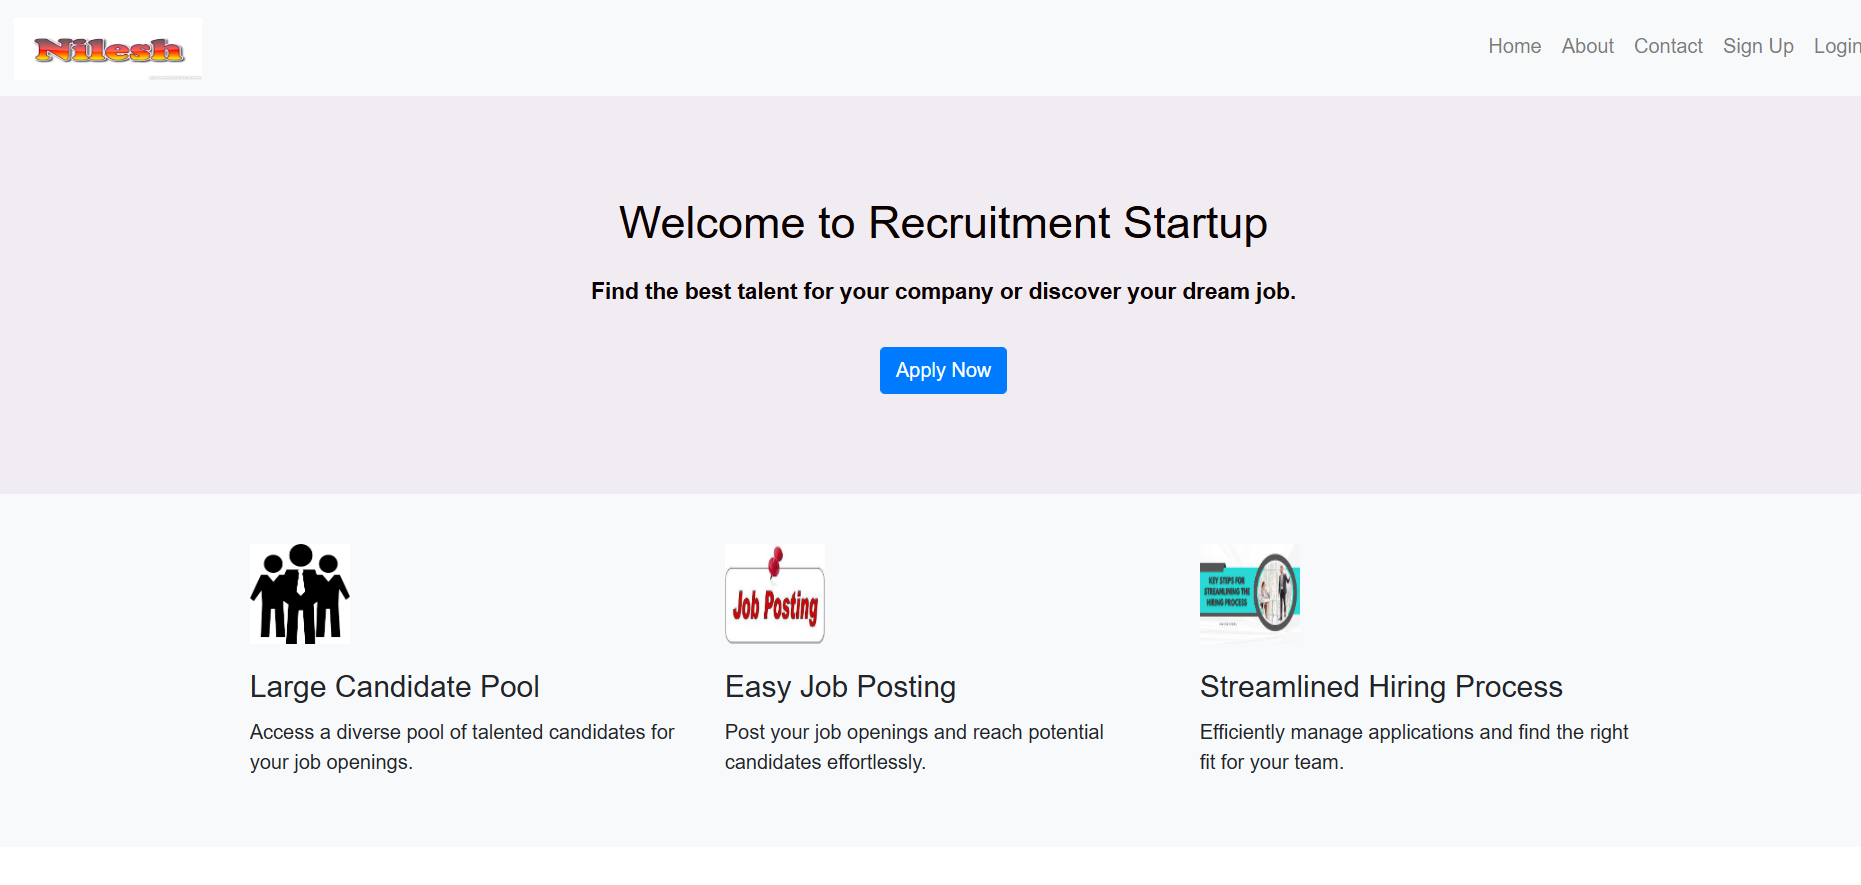 Nilesh
Home About Contact Sign Up Login
Welcome to Recruitment Startup
Find the best talent for your company or discover your dream job.
Apply Now
Job Posting
KEY STEPS FOR
STREAMLINING THE
HIRING PROCESS
Large Candidate Pool
Easy Job Posting
Streamlined Hiring Process
Access a diverse pool of talented candidates for
your job openings.
Post your job openings and reach potential
candidates effortlessly.
Efficiently manage applications and find the right
fit for your team.